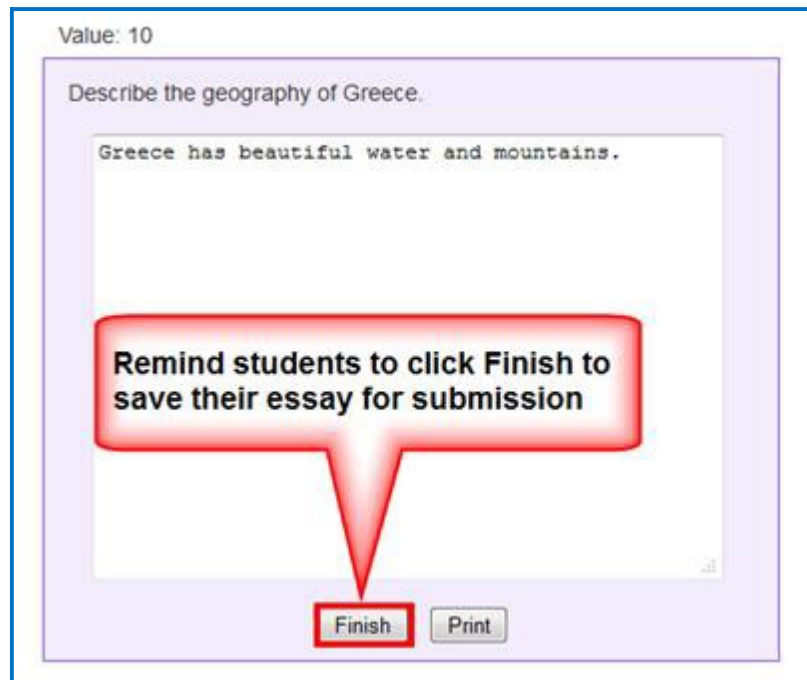 Value: 10
Describe the geography of Greece.
Greece has beautiful water and mountains.
Remind students to click Finish to
save their essay for submission
Finish
Print